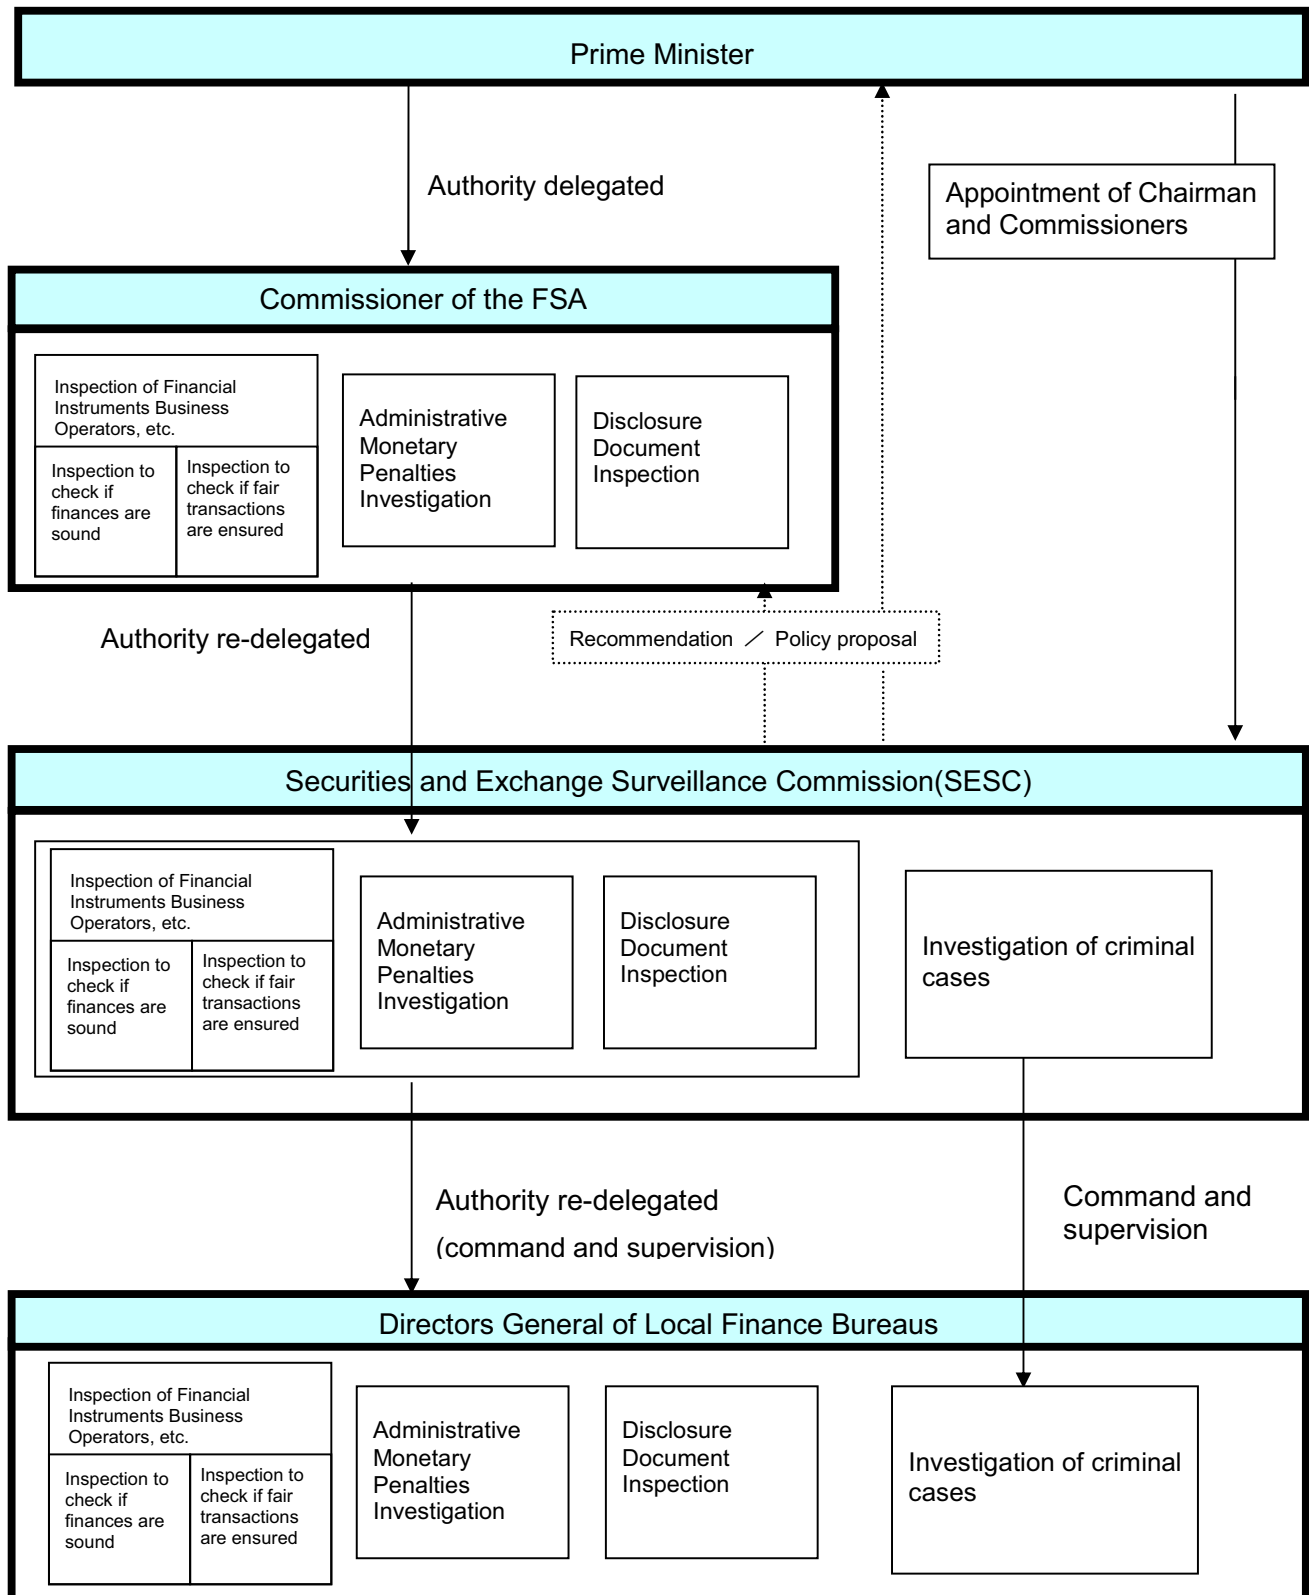 Prime Minister
Authority delegated
Appointment of Chairman
and Commissioners
Commissioner of the FSA
Inspection of Financial
Instruments Business
Operators, etc.
Inspection to
check if
finances are
sound
Inspection to
check if fair
transactions
are ensured
Administrative
Monetary
Penalties
Investigation
Disclosure
Document
Inspection
Authority re-delegated
Recommendation ／ Policy proposal
Securities and Exchange Surveillance Commission(SESC)
Inspection of Financial
Instruments Business
Operators, etc.
Inspection to
check if
finances are
sound
Inspection to
check if fair
transactions
are ensured
Administrative
Monetary
Penalties
Investigation
Disclosure
Document
Inspection
Investigation of criminal
cases
Authority re-delegated
(command and supervision)
Command and
supervision
Directors General of Local Finance Bureaus
Inspection of Financial
Instruments Business
Operators, etc.
Inspection to
check if
finances are
sound
Inspection to
check if fair
transactions
are ensured
Administrative
Monetary
Penalties
Investigation
Disclosure
Document
Inspection
Investigation of criminal
cases